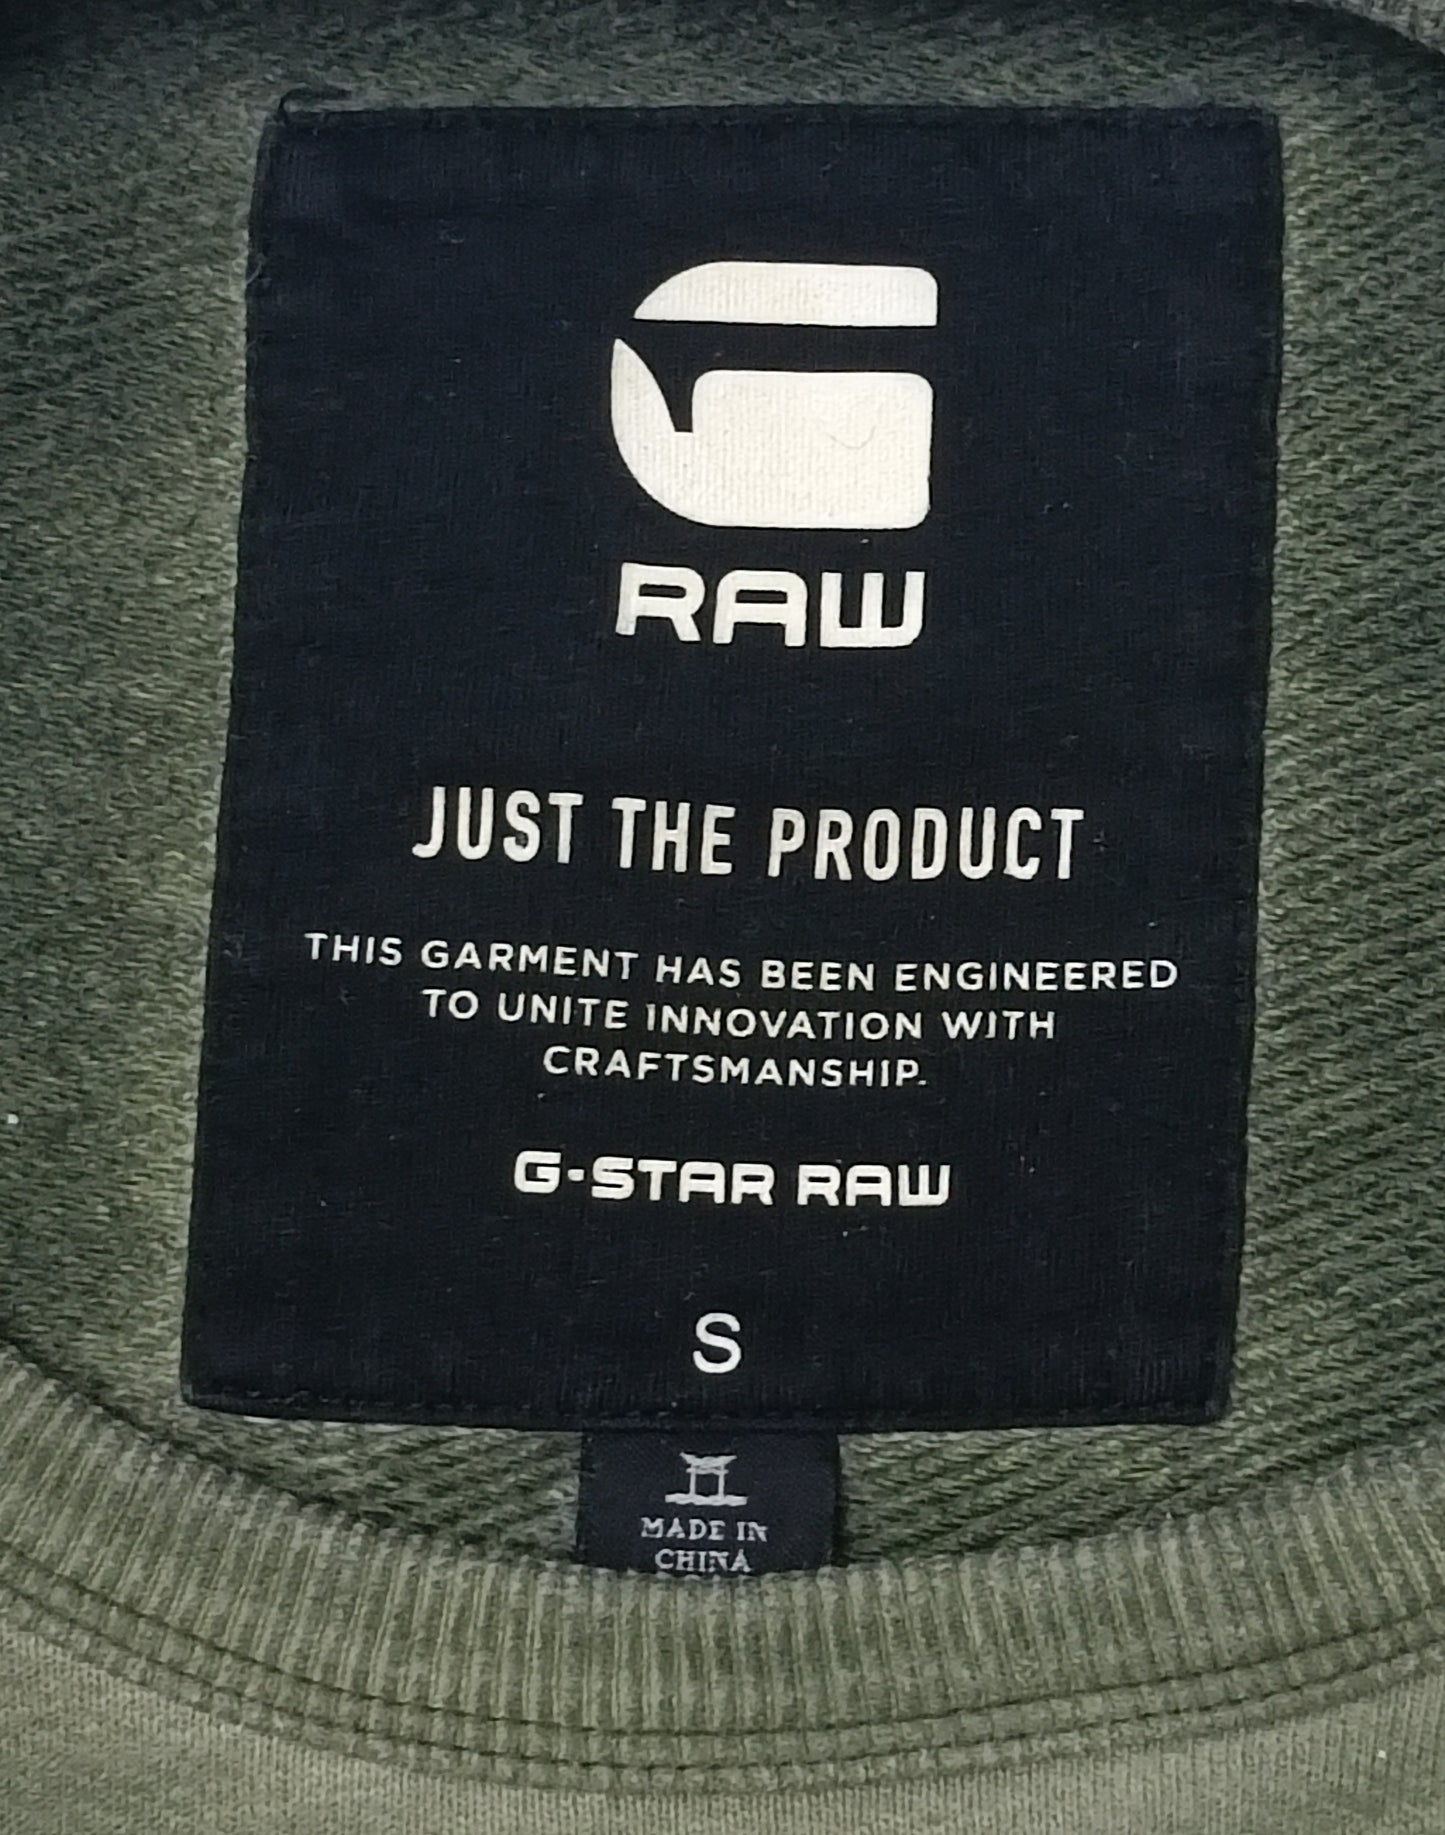 RAW
JUST THE PRODUCT
THIS GARMENT HAS BEEN ENGINEERED
TO UNITE INNOVATION WITH
CRAFTSMANSHIP.
G-STAR RAW
S
MADE IN
CHINA